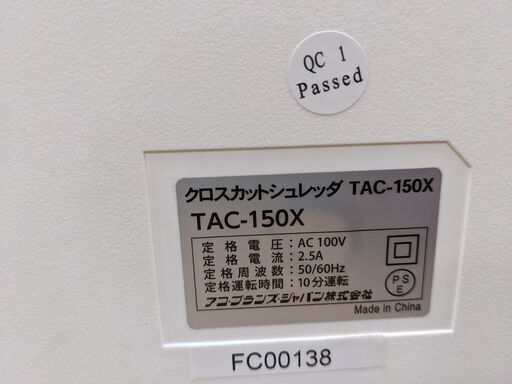 QC 1
Passed
クロスカットシュレッダ TAC-150X
TAC-150X
定格電圧:AC 100V
定格電流:2.5A
定格周波数:50/60Hz
定格運転時間:10分運転
アコ・ブランズ・ジャパン株式会社
PS
E
Made in China
FC00138